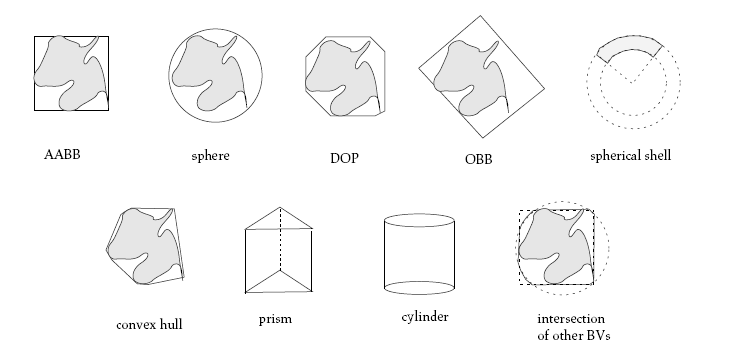 AABB
sphere
DOP
OBB
spherical shell
convex hull
prism
cylinder
intersection
of other BVs